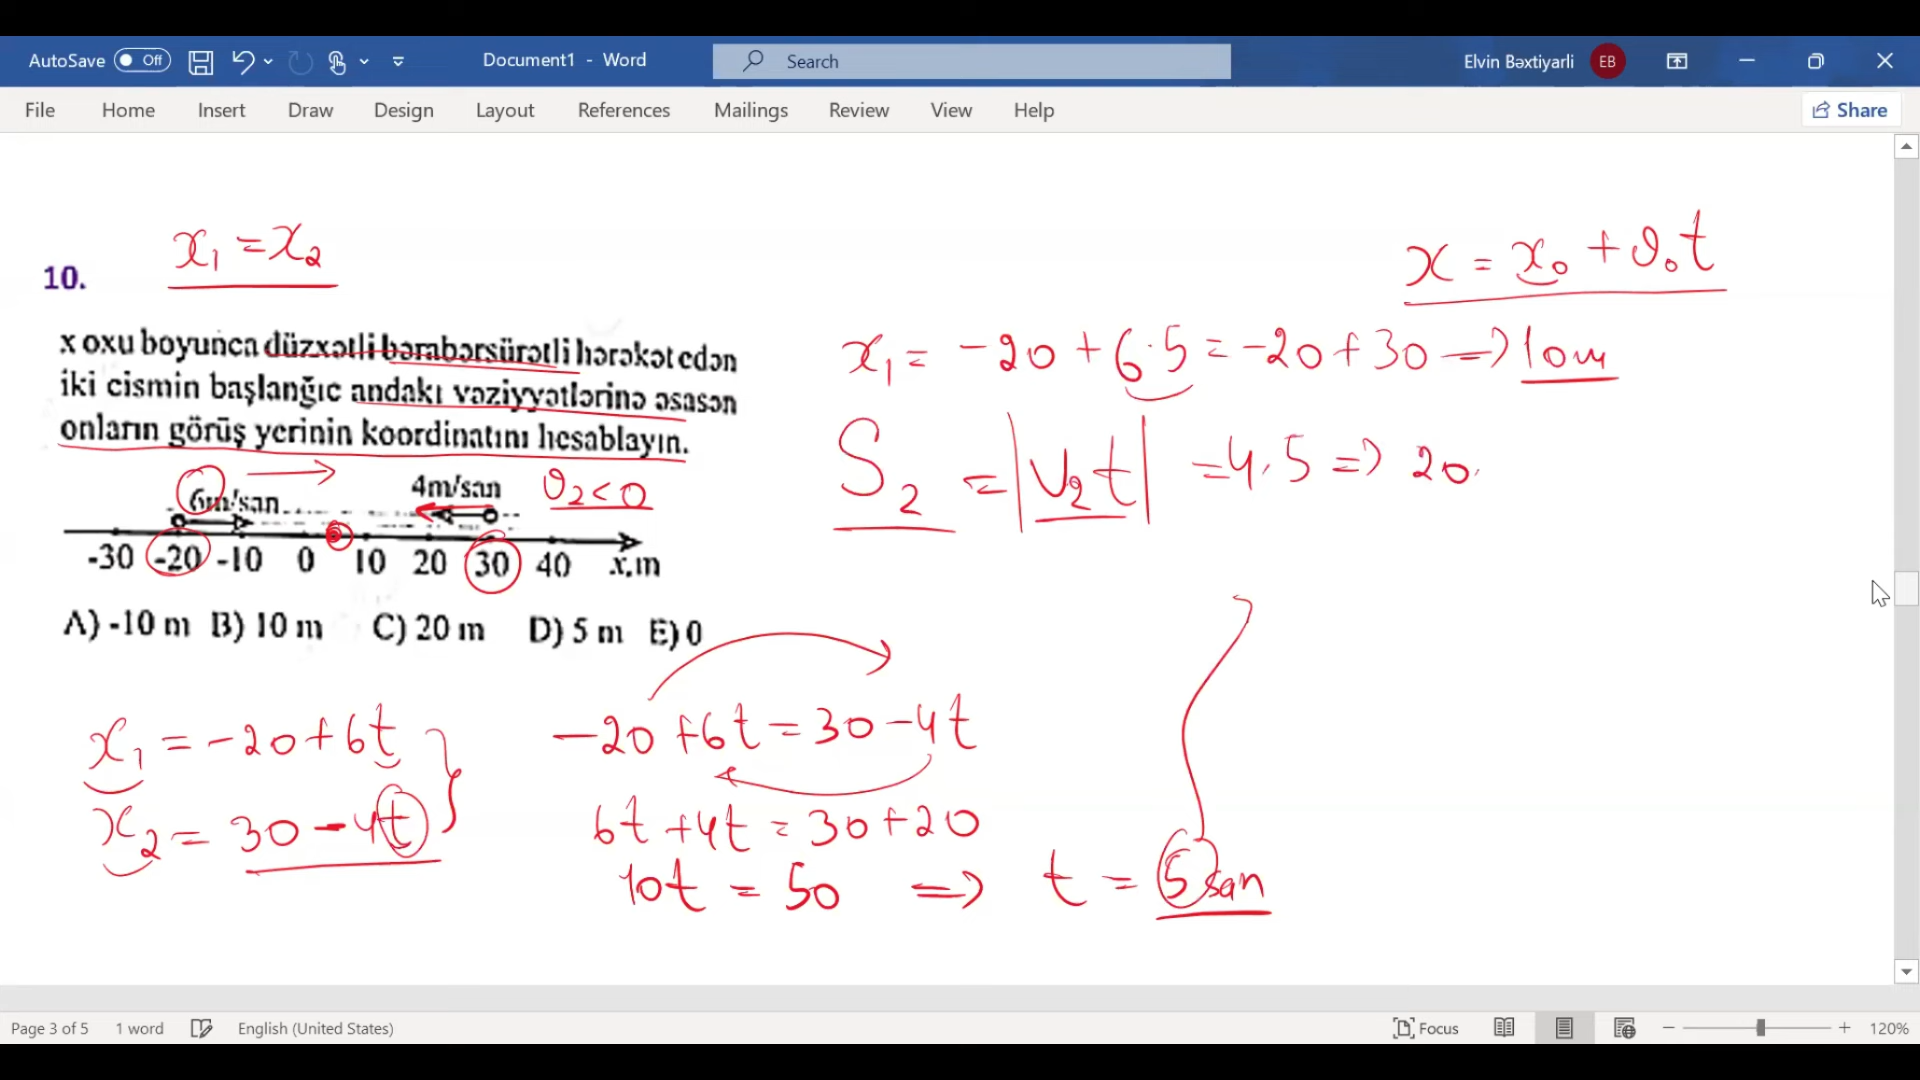 AutoSave Off Document1 - Word Search Elvin Bəxtiyarli EB
File Home Insert Draw Design Layout References Mailings Review View Help Share
x₁ = x₂
10.
x oxu boyunca düzxətli bərabərsürətli hərəkət edən
iki cismin başlanğıc andakı vəziyyətlərinə əsasən
onların görüş yerinin koordinatını hesablayın.
6m/san 4m/san ϑ₂ < 0
-30 -20 -10 0 10 20 30 40 x.m
A) -10 m B) 10 m C) 20 m D) 5 m E) 0
x = x₀ + ϑ₀t
x₁ = -20 + 6·5 = -20 + 30 => 10m
S₂ = |V₂t| = 4.5 => 20.
x₁ = -20 + 6t
x₂ = 30 - 4t
-20 + 6t = 30 - 4t
6t + 4t = 30 + 20
10t = 50 => t = 5 san
Page 3 of 5 1 word English (United States) Focus 120%